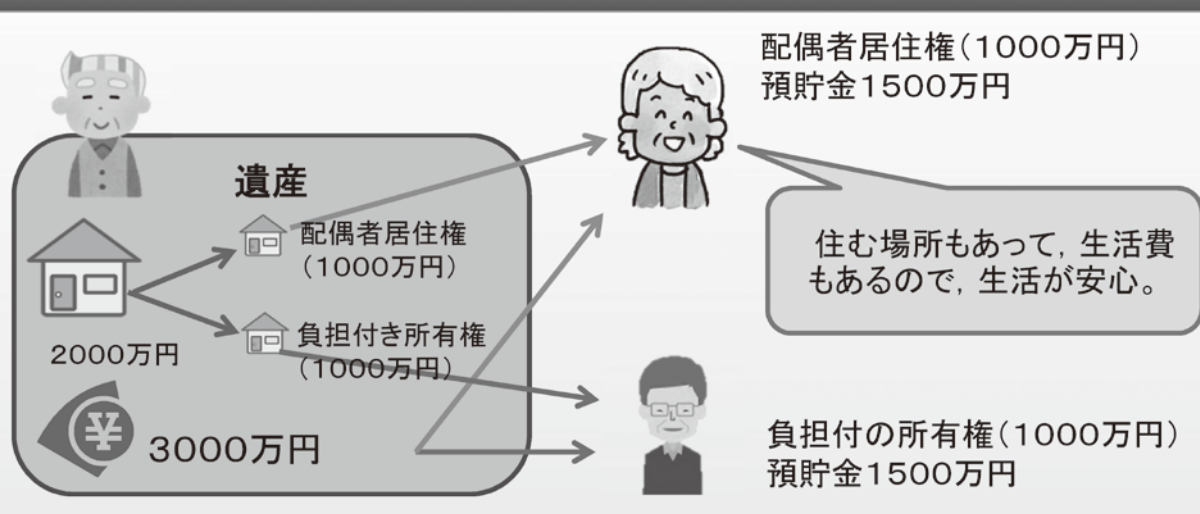 遺産
配偶者居住権
（1000万円）
負担付き所有権
（1000万円）
2000万円
¥
3000万円
配偶者居住権（1000万円）
預貯金1500万円
住む場所もあって，生活費
もあるので，生活が安心。
負担付の所有権（1000万円）
預貯金1500万円